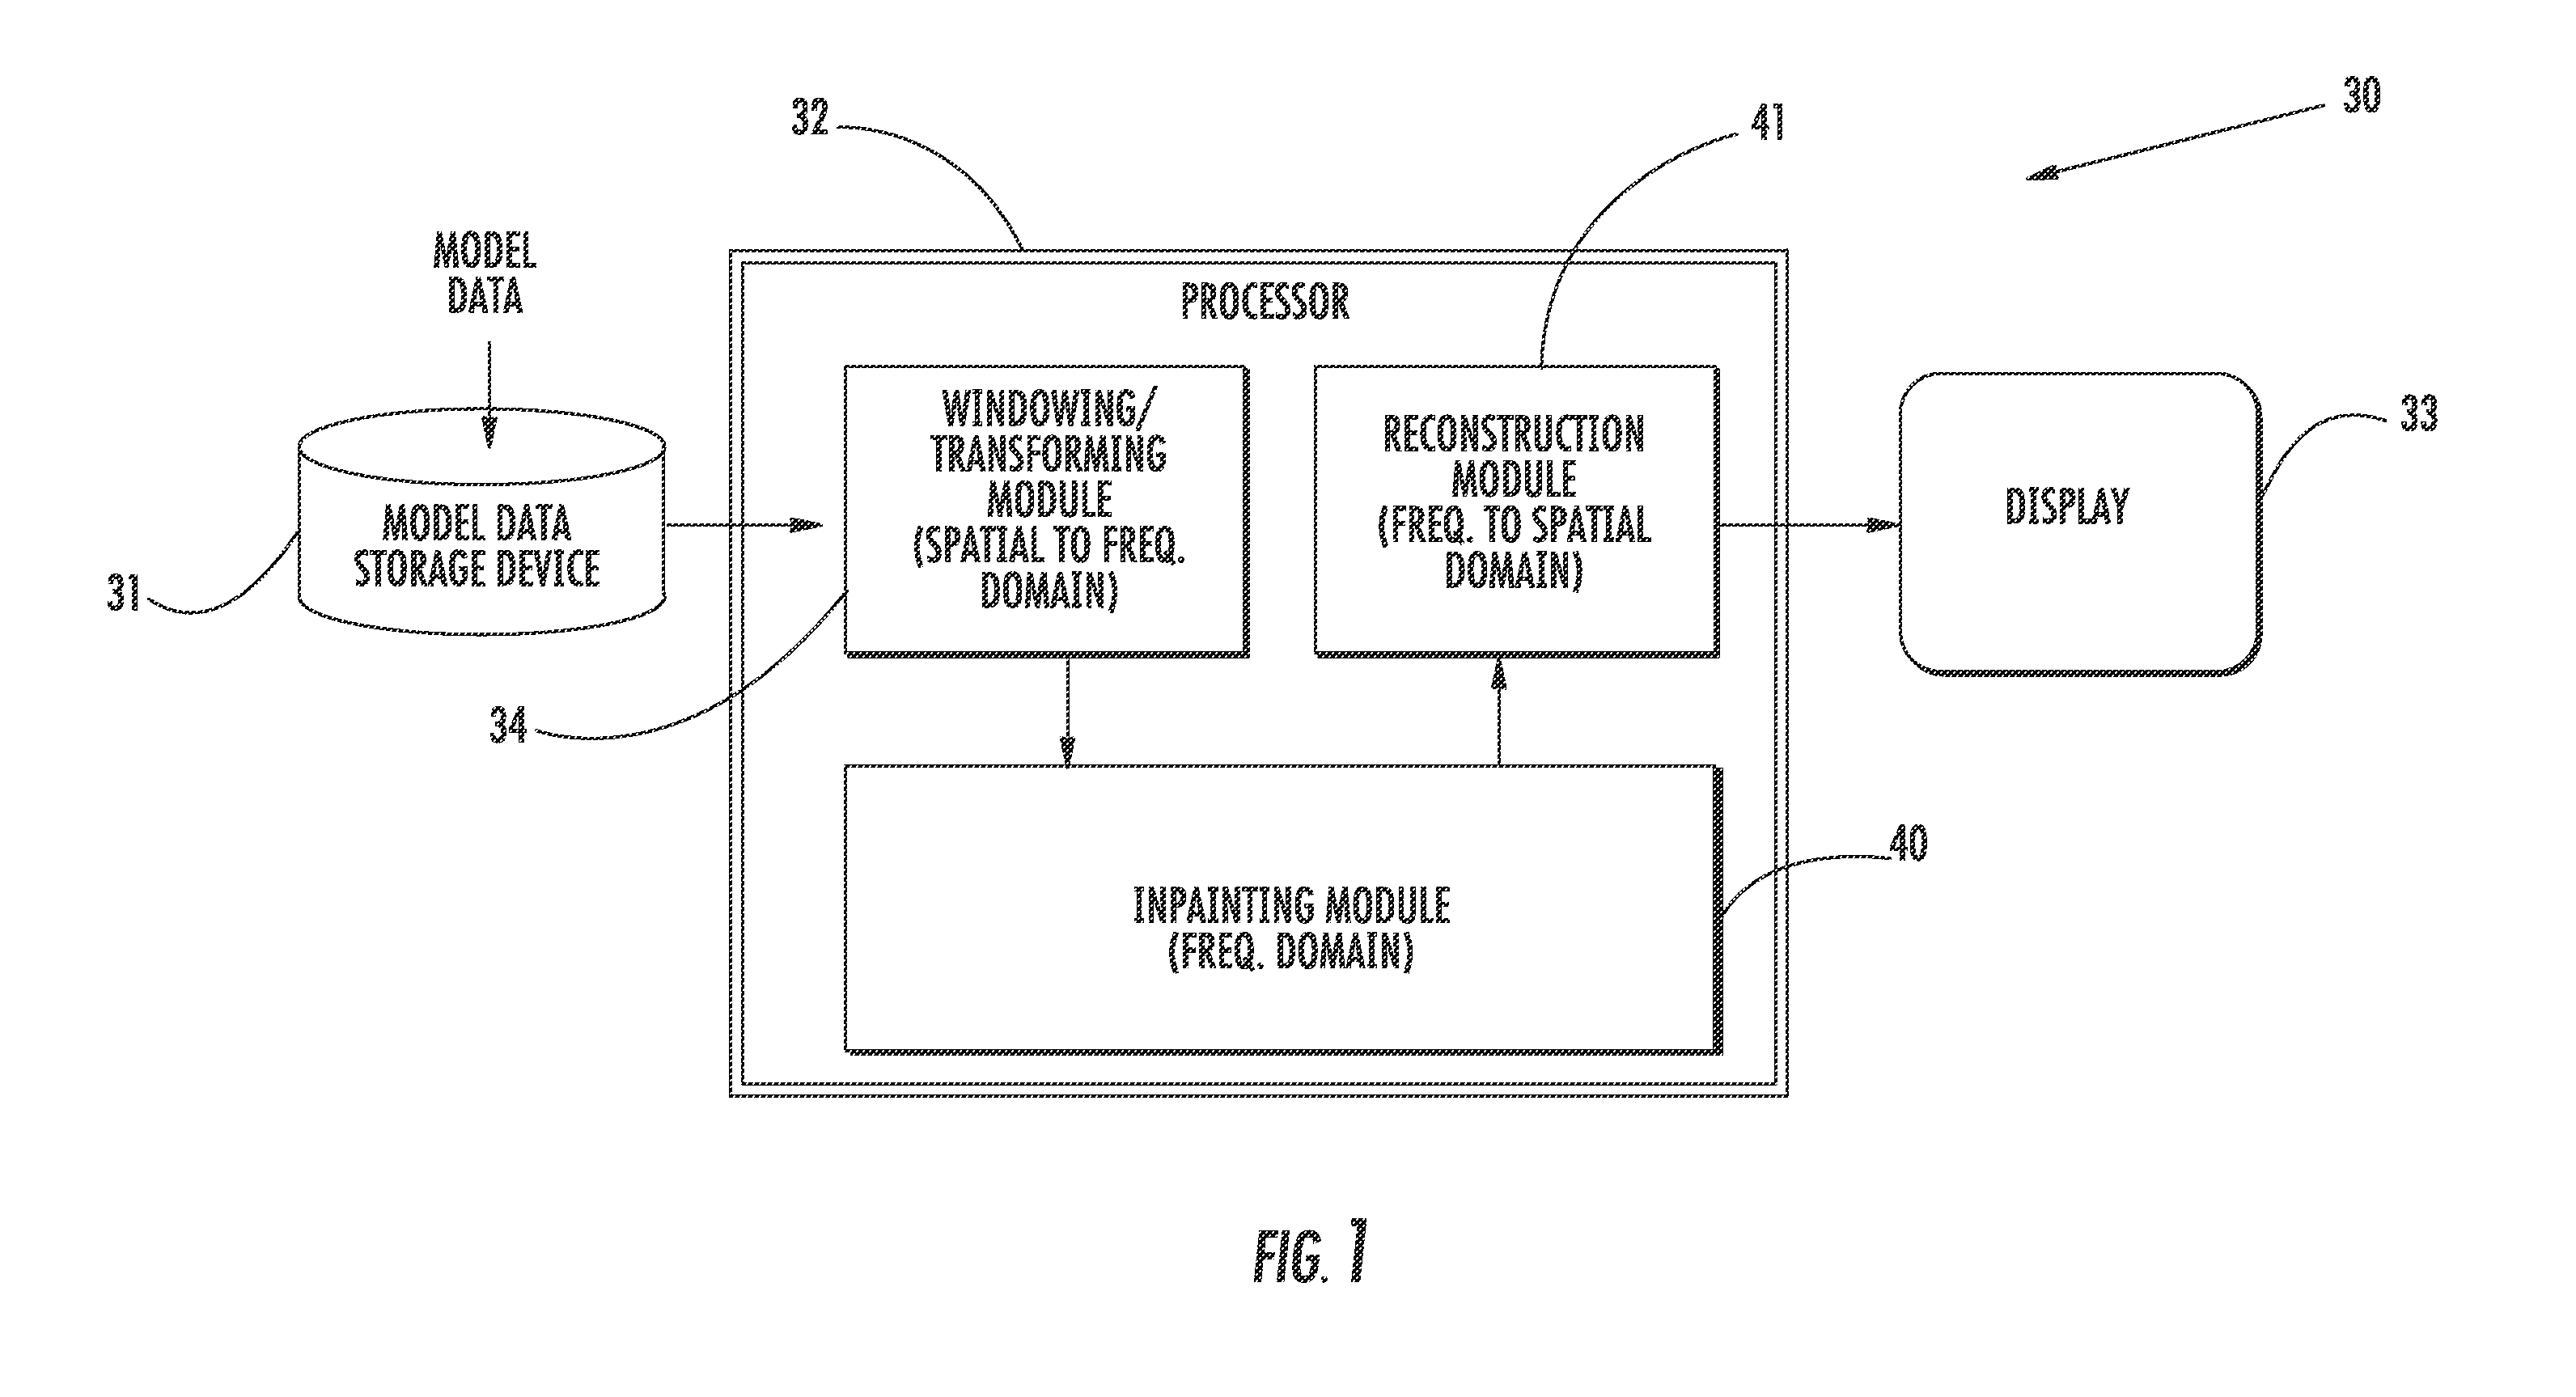 30
32
41
MODEL
DATA
PROCESSOR
WINDOWING/
TRANSFORMING
MODULE
(SPATIAL TO FREQ.
DOMAIN)
RECONSTRUCTION
MODULE
(FREQ. TO SPATIAL
DOMAIN)
DISPLAY
33
MODEL DATA
STORAGE DEVICE
31
34
INPAINTING MODULE
(FREQ. DOMAIN)
40
FIG. 1